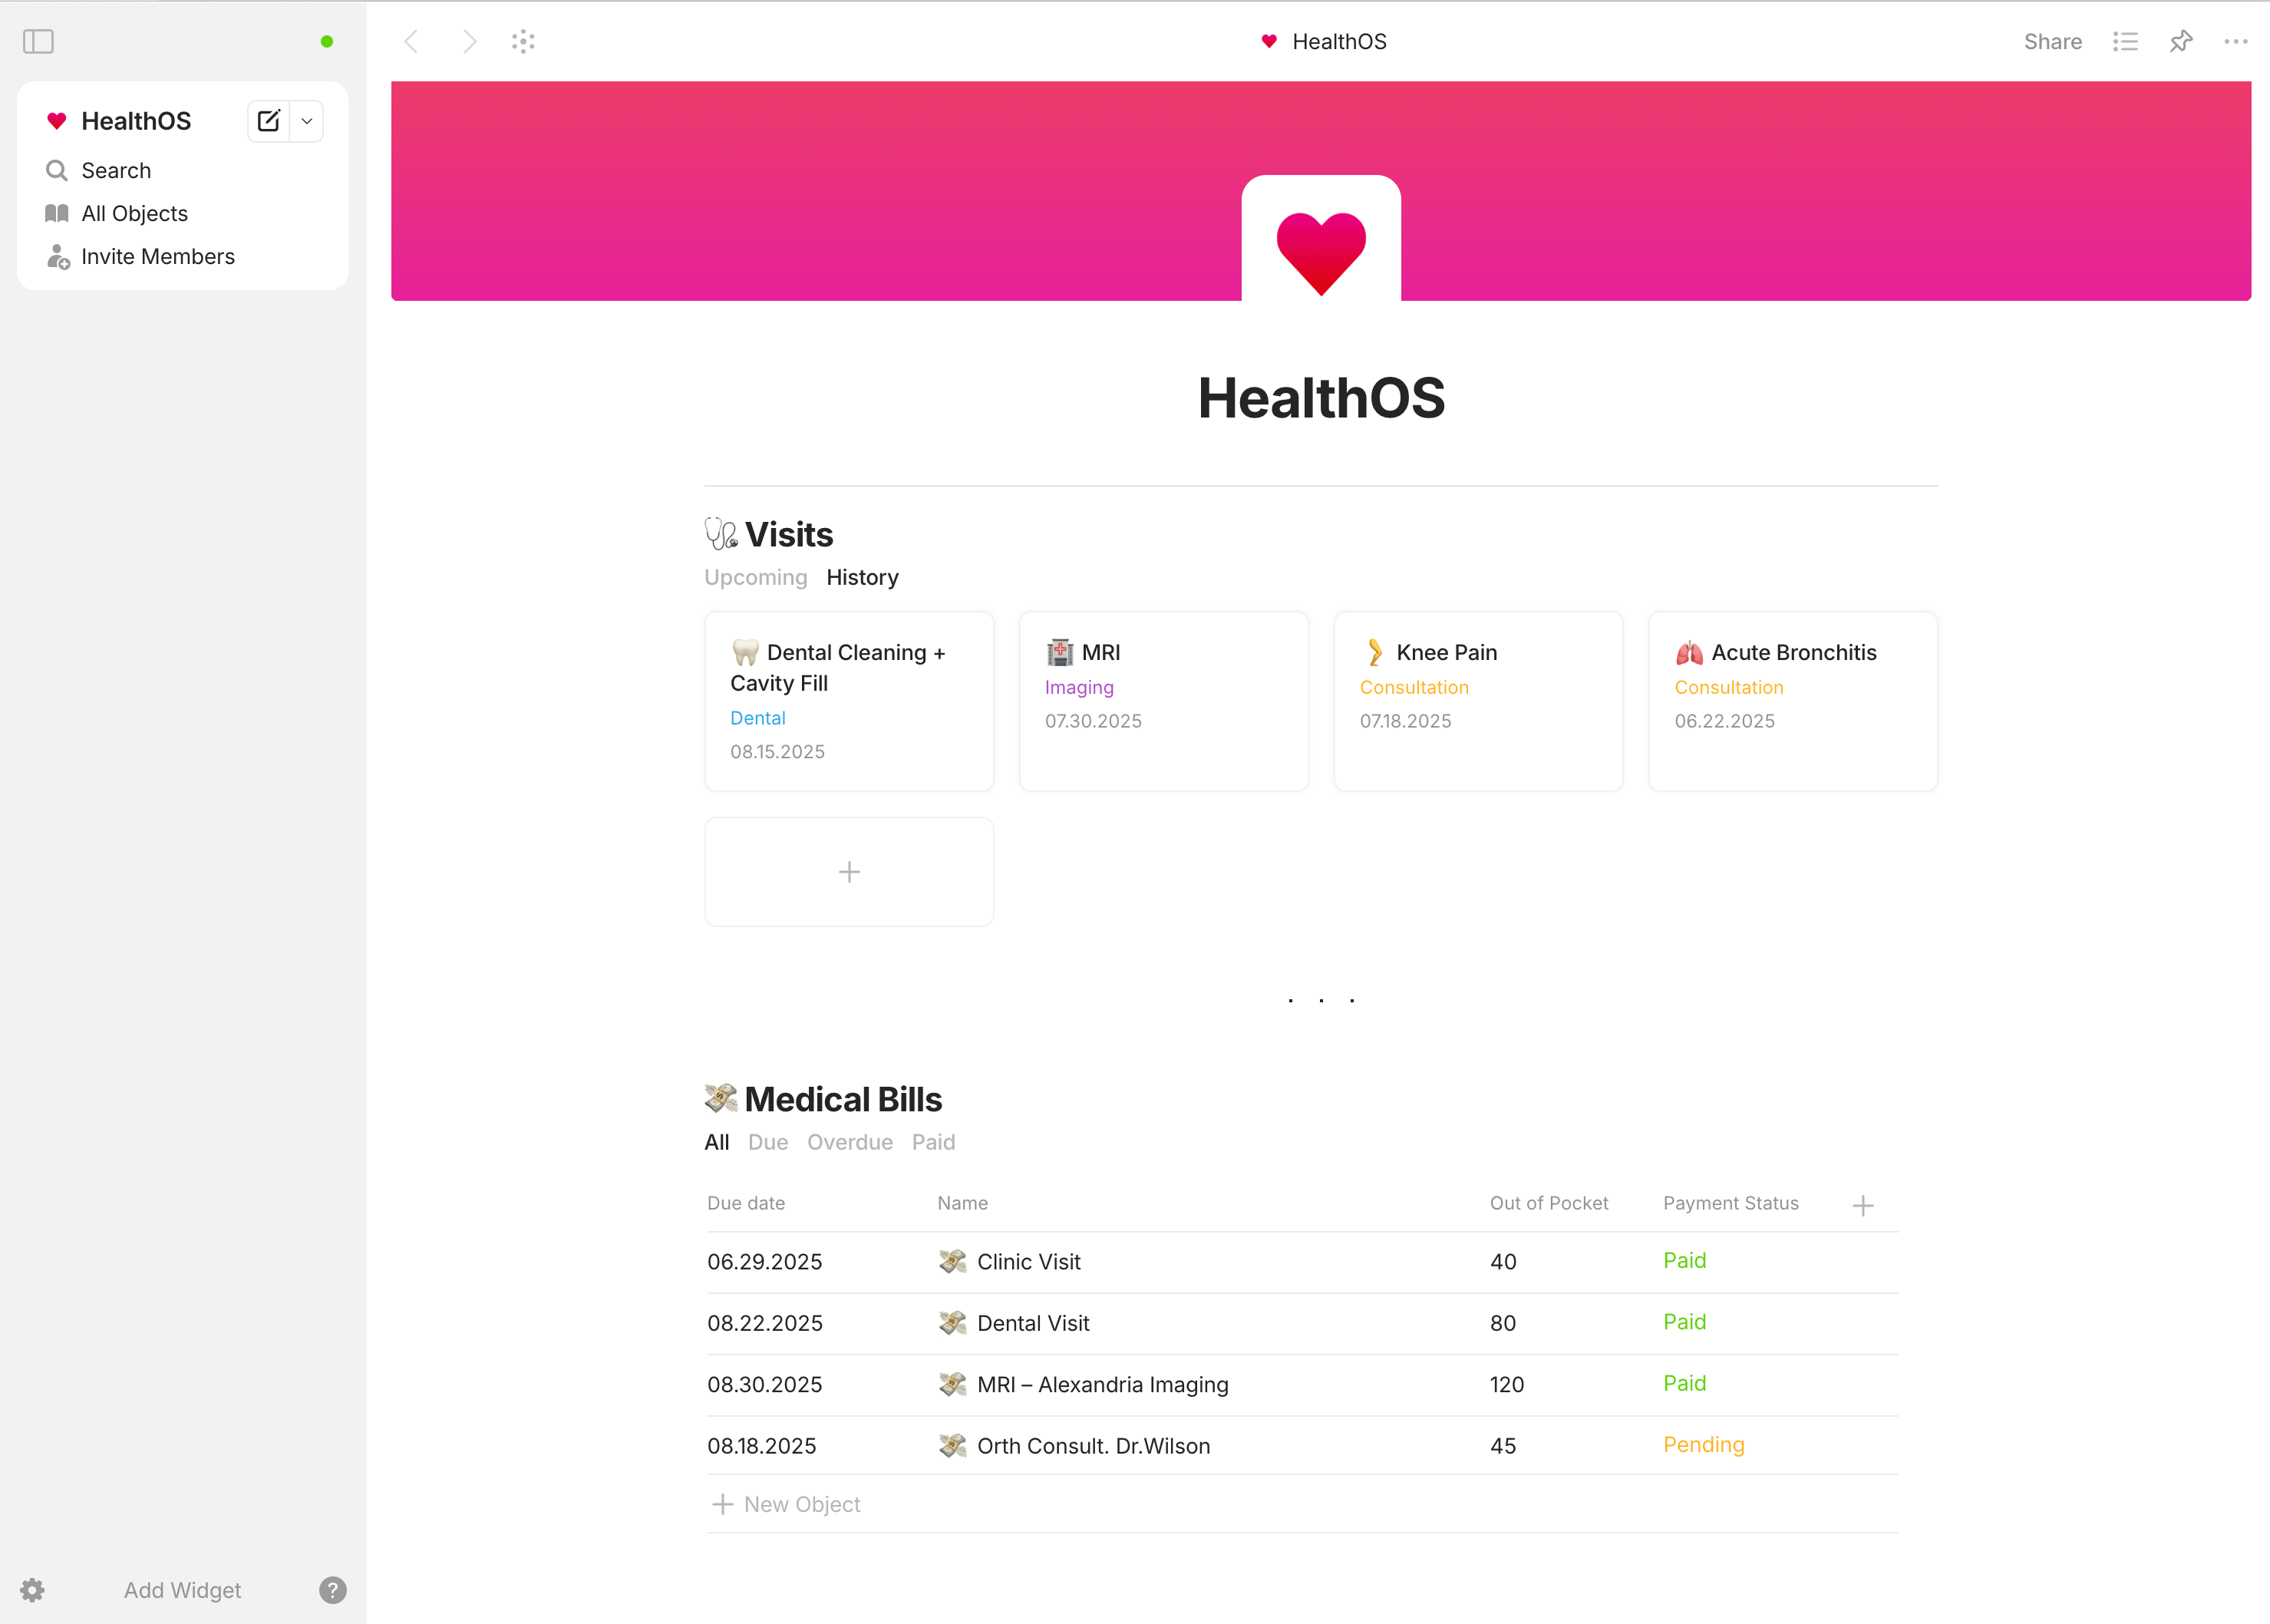 HealthOS
Share
HealthOS
Search
All Objects
Invite Members
HealthOS
Visits
Upcoming History
Dental Cleaning +
Cavity Fill
Dental
08.15.2025
MRI
Imaging
07.30.2025
Knee Pain
Consultation
07.18.2025
Acute Bronchitis
Consultation
06.22.2025
. . .
Medical Bills
All Due Overdue Paid
Due date Name Out of Pocket Payment Status
06.29.2025 Clinic Visit 40 Paid
08.22.2025 Dental Visit 80 Paid
08.30.2025 MRI – Alexandria Imaging 120 Paid
08.18.2025 Orth Consult. Dr.Wilson 45 Pending
New Object
Add Widget ?